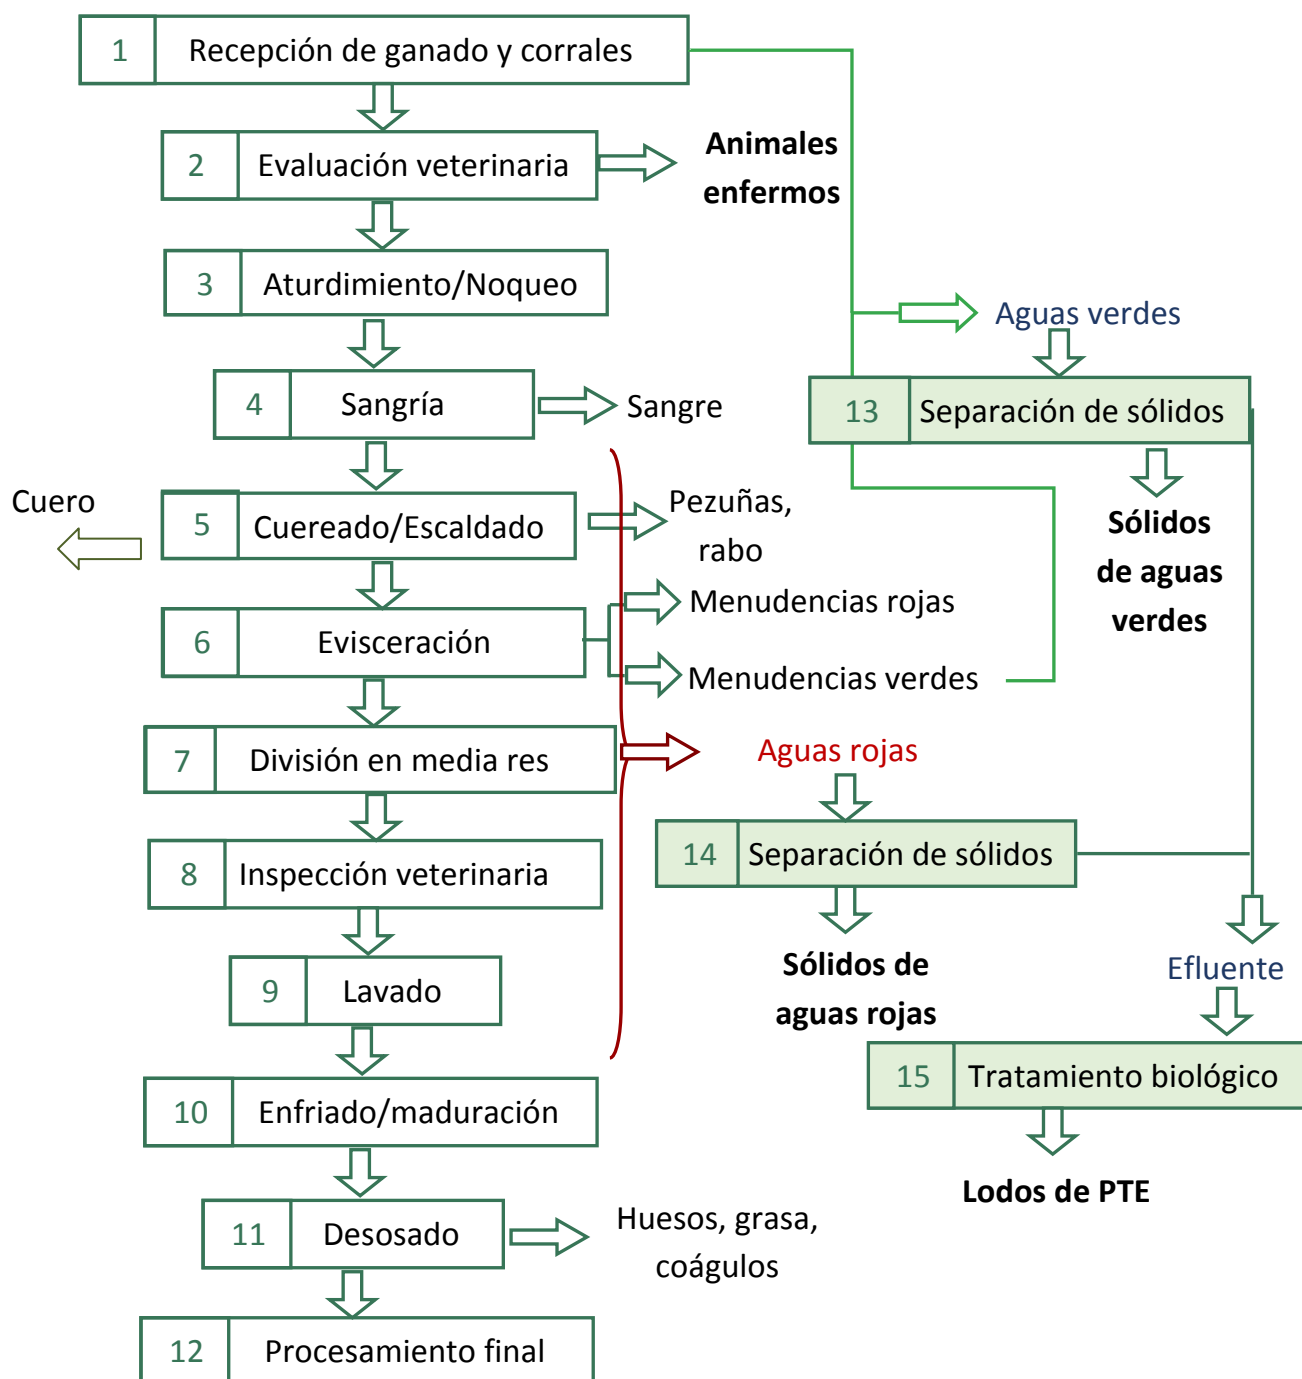 1 Recepción de ganado y corrales
2 Evaluación veterinaria
Animales
enfermos
3 Aturdimiento/Noqueo
Aguas verdes
4 Sangría
Sangre
13 Separación de sólidos
Cuero
5 Cuereado/Escaldado
Pezuñas,
rabo
Sólidos
de aguas
verdes
6 Evisceración
Menudencias rojas
Menudencias verdes
7 División en media res
Aguas rojas
8 Inspección veterinaria
14 Separación de sólidos
9 Lavado
Sólidos de
aguas rojas
Efluente
10 Enfriado/maduración
15 Tratamiento biológico
Lodos de PTE
11 Desosado
Huesos, grasa,
coágulos
12 Procesamiento final